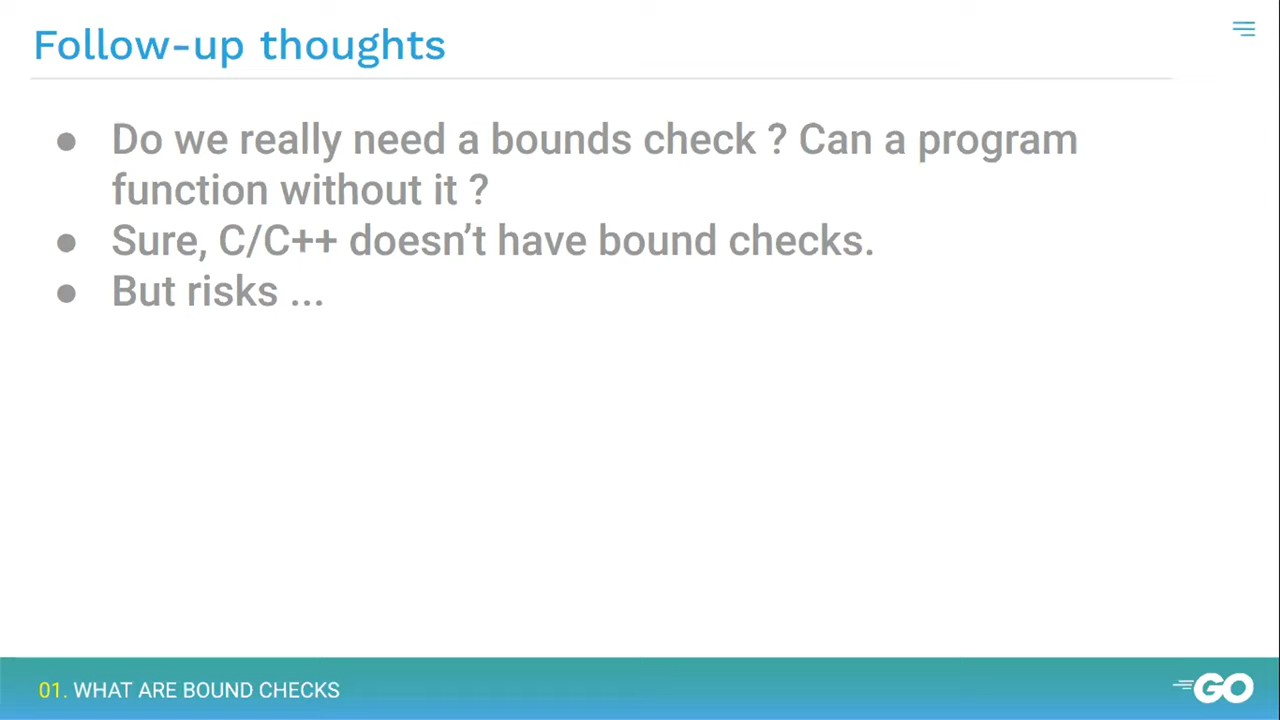 Follow-up thoughts
● Do we really need a bounds check ? Can a program
function without it ?
● Sure, C/C++ doesn’t have bound checks.
● But risks ...
01. WHAT ARE BOUND CHECKS
GO